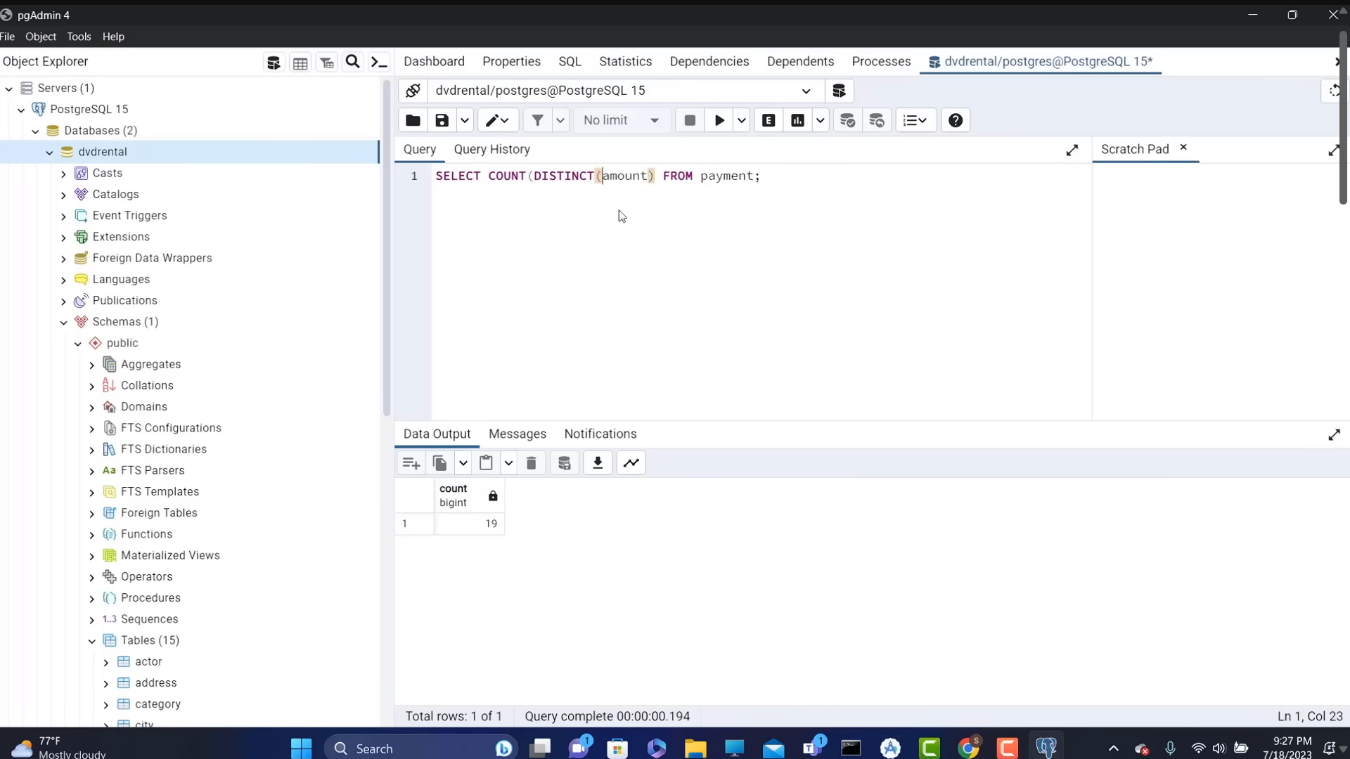 pgAdmin 4
File Object Tools Help
Object Explorer
Dashboard Properties SQL Statistics Dependencies Dependents Processes dvdrental/postgres@PostgreSQL 15*
Servers (1)
PostgreSQL 15
Databases (2)
dvdrental
Casts
Catalogs
Event Triggers
Extensions
Foreign Data Wrappers
Languages
Publications
Schemas (1)
public
Aggregates
Collations
Domains
FTS Configurations
FTS Dictionaries
Aa FTS Parsers
FTS Templates
Foreign Tables
Functions
Materialized Views
Operators
Procedures
1..3 Sequences
Tables (15)
actor
address
category
city
dvdrental/postgres@PostgreSQL 15
No limit
E
Query Query History
Scratch Pad
1 SELECT COUNT(DISTINCT(amount) FROM payment;
Data Output Messages Notifications
count
bigint
1 19
Total rows: 1 of 1 Query complete 00:00:00.194 Ln 1, Col 23
77°F
Mostly cloudy
Search
1
1
S
9:27 PM
7/18/2023